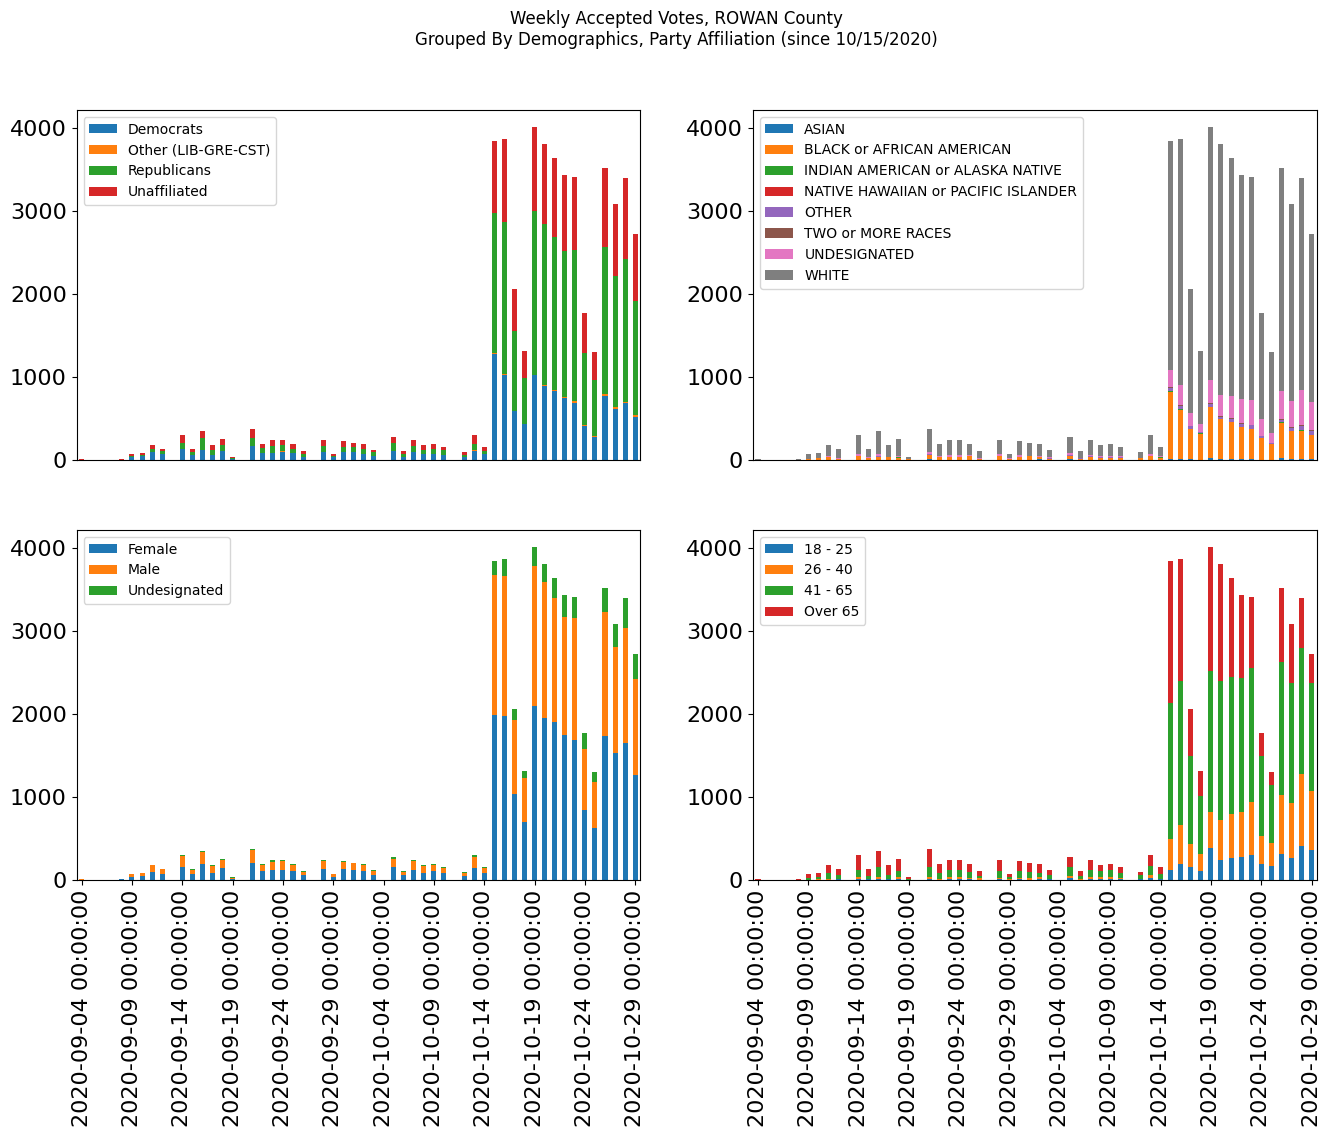 Weekly Accepted Votes, ROWAN County
Grouped By Demographics, Party Affiliation (since 10/15/2020)
4000
3000
2000
1000
0
Democrats
Other (LIB-GRE-CST)
Republicans
Unaffiliated
4000
3000
2000
1000
0
ASIAN
BLACK or AFRICAN AMERICAN
INDIAN AMERICAN or ALASKA NATIVE
NATIVE HAWAIIAN or PACIFIC ISLANDER
OTHER
TWO or MORE RACES
UNDESIGNATED
WHITE
4000
3000
2000
1000
0
Female
Male
Undesignated
2020-09-04 00:00:00
2020-09-09 00:00:00
2020-09-14 00:00:00
2020-09-19 00:00:00
2020-09-24 00:00:00
2020-09-29 00:00:00
2020-10-04 00:00:00
2020-10-09 00:00:00
2020-10-14 00:00:00
2020-10-19 00:00:00
2020-10-24 00:00:00
2020-10-29 00:00:00
4000
3000
2000
1000
0
18 - 25
26 - 40
41 - 65
Over 65
2020-09-04 00:00:00
2020-09-09 00:00:00
2020-09-14 00:00:00
2020-09-19 00:00:00
2020-09-24 00:00:00
2020-09-29 00:00:00
2020-10-04 00:00:00
2020-10-09 00:00:00
2020-10-14 00:00:00
2020-10-19 00:00:00
2020-10-24 00:00:00
2020-10-29 00:00:00